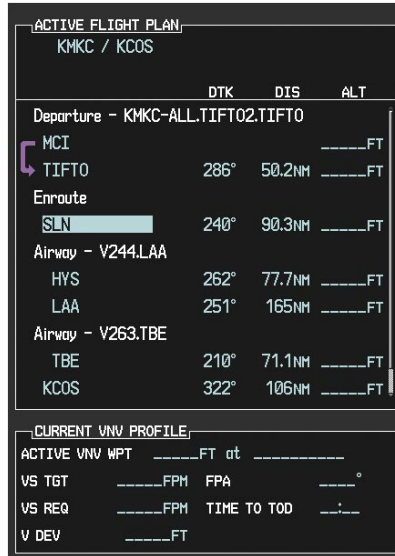 ACTIVE FLIGHT PLAN
KMKC / KCOS
DTK DIS ALT
Departure - KMKC-ALL.TIFTO2.TIFTO
MCI _____FT
TIFTO 286° 50.2NM _____FT
Enroute
SLN 240° 90.3NM _____FT
Airway - V244.LAA
HYS 262° 77.7NM _____FT
LAA 251° 165NM _____FT
Airway - V263.TBE
TBE 210° 71.1NM _____FT
KCOS 322° 106NM _____FT
CURRENT VNV PROFILE
ACTIVE VNV WPT _____FT at __________
VS TGT _____FPM FPA ____°
VS REQ _____FPM TIME TO TOD __:__
V DEV _____FT